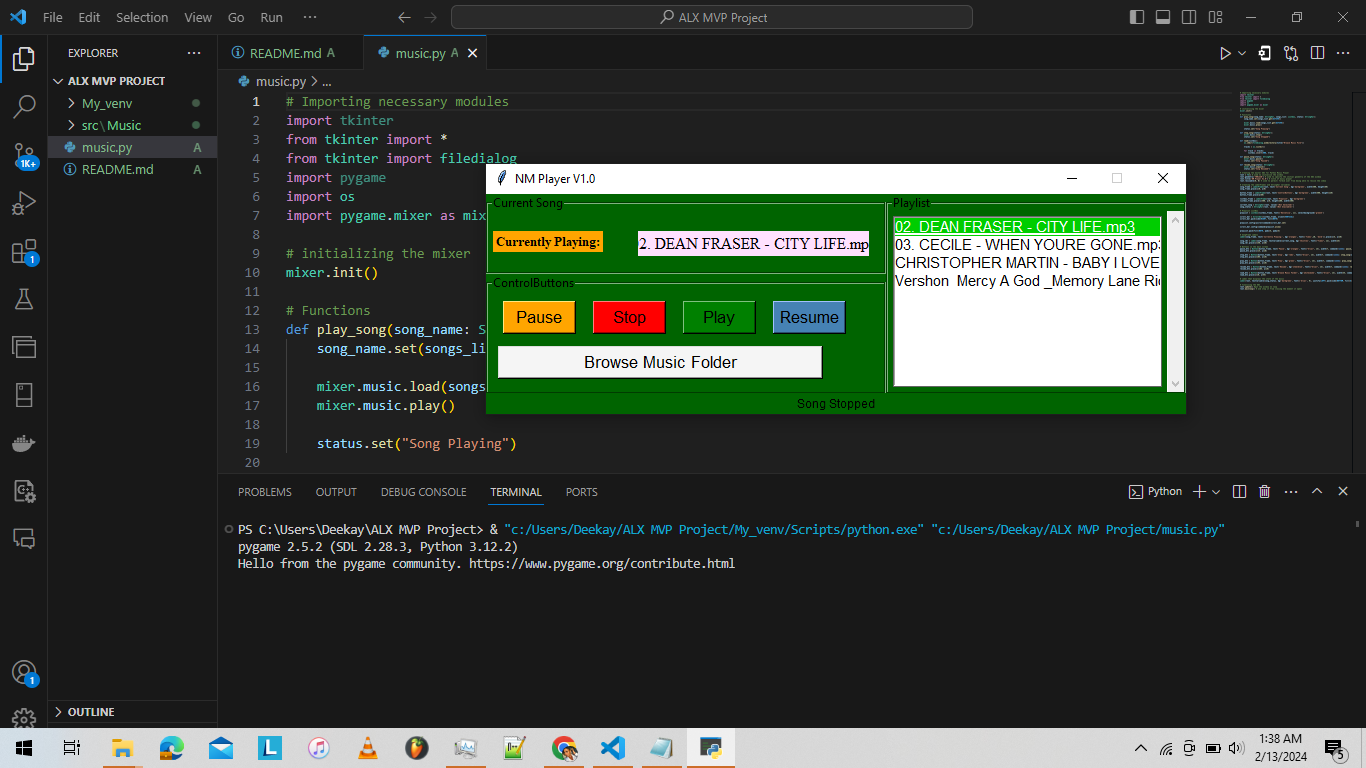 File Edit Selection View Go Run ···
ALX MVP Project
EXPLORER
ALX MVP PROJECT
My_venv
src\Music
music.py A
README.md A
OUTLINE
1K+
1
1
README.md A
music.py A
music.py > ...
1 # Importing necessary modules
2 import tkinter
3 from tkinter import *
4 from tkinter import filedialog
5 import pygame
6 import os
7 import pygame.mixer as mix
8
9 # initializing the mixer
10 mixer.init()
11
12 # Functions
13 def play_song(song_name: S
14 song_name.set(songs_li
15
16 mixer.music.load(songs
17 mixer.music.play()
18
19 status.set("Song Playing")
20
NM Player V1.0
Current Song
Currently Playing:
2. DEAN FRASER - CITY LIFE.mp
ControlButtons
Pause Stop Play Resume
Browse Music Folder
Playlist
02. DEAN FRASER - CITY LIFE.mp3
03. CECILE - WHEN YOURE GONE.mp3
CHRISTOPHER MARTIN - BABY I LOVE
Vershon Mercy A God _Memory Lane Ri
Song Stopped
PROBLEMS OUTPUT DEBUG CONSOLE TERMINAL PORTS
Python
PS C:\Users\Deekay\ALX MVP Project> & "c:/Users/Deekay/ALX MVP Project/My_venv/Scripts/python.exe" "c:/Users/Deekay/ALX MVP Project/music.py"
pygame 2.5.2 (SDL 2.28.3, Python 3.12.2)
Hello from the pygame community. https://www.pygame.org/contribute.html
1:38 AM
2/13/2024
5